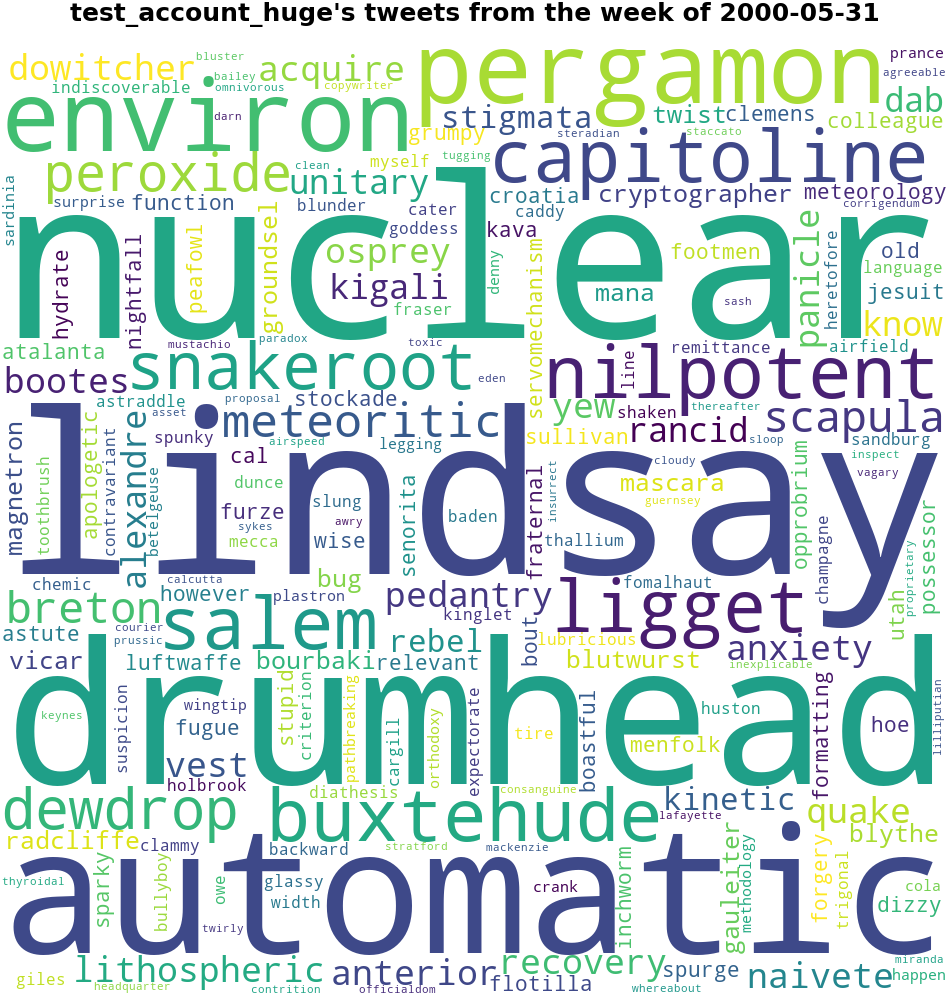 test_account_huge's tweets from the week of 2000-05-31
dowitcher
bluster
acquire
pergamon
prance
indiscoverable
bailey
omnivorous
copywriter
agreeable
environ
darn
stigmata
twist
clemens
dab
colleague
grumpy
steradian
staccato
capitoline
peroxide
clean
myself
tugging
unitary
croatia
cryptographer
meteorology
sardinia
surprise
function
blunder
cater
caddy
corrigendum
nuclear
goddess
kava
osprey
footmen
old
language
hydrate
nightfall
peafowl
groundsel
kigali
denny
servomechanism
mana
sash
panicle
heretofore
jesuit
fraser
know
atalanta
mustachio
paradox
toxic
line
remittance
airfield
bootes
snakeroot
eden
nilpotent
astraddle
asset
proposal
stockade
yew
shaken
thereafter
scapula
meteoritic
magnetron
apologetic
alexandre
spunky
airspeed
legging
sullivan
rancid
sloop
sandburg
lindsay
toothbrush
contravariant
betelgeuse
cal
cloudy
inspect
vagary
dunce
senorita
insurrect
fraternal
mascara
guernsey
opprobrium
possessor
furze
slung
sykes
awry
baden
mecca
wise
thallium
champagne
proprietary
chemic
calcutta
bug
fomalhaut
utah
however
plastron
pedantry
kinglet
ligget
breton
salem
astute
courier
prussic
rebel
bout
lubricious
anxiety
vicar
luftwaffe
bourbaki
relevant
blutwurst
inexplicable
drumhead
suspicion
stupid
criterion
pathbreaking
cargill
orthodoxy
expectorate
boastful
formatting
lilliputian
keynes
wingtip
huston
fugue
tire
hoe
menfolk
vest
holbrook
diathesis
consanguine
kinetic
dewdrop
buxtehude
lafayette
quake
radcliffe
clammy
backward
stratford
mackenzie
blythe
automatic
sparky
bullyboy
owe
inchworm
gauleiter
methodology
forgery
trigonal
thyroidal
glassy
crank
cola
width
dizzy
twirly
giles
lithospheric
anterior
recovery
spurge
naivete
miranda
happen
headquarter
contrition
officialdom
flotilla
whereabout